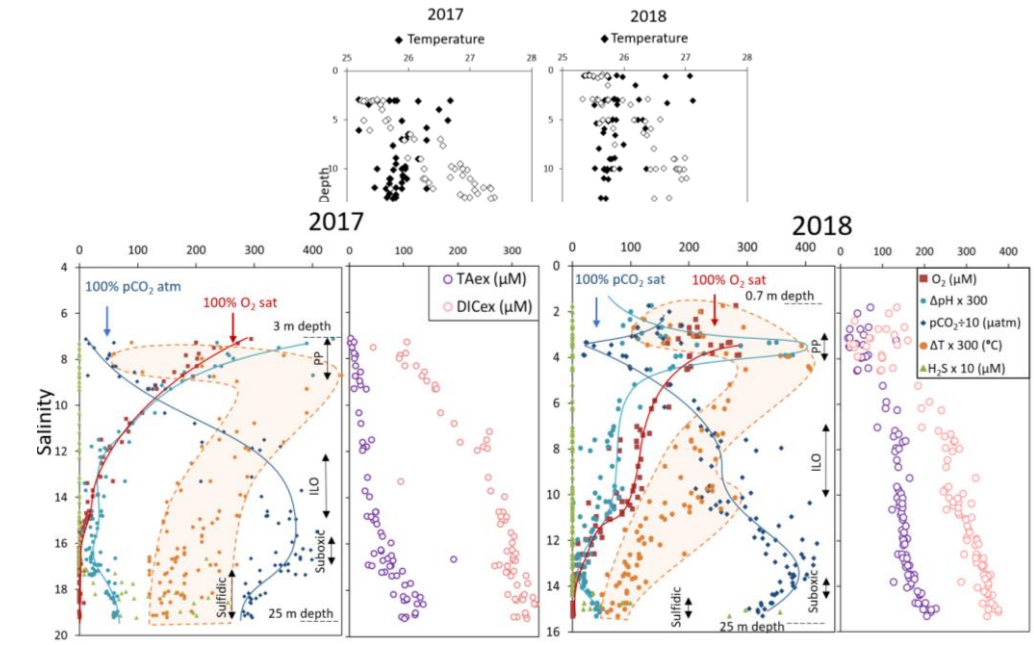 2017
2018
Temperature
Temperature
25 26 27 28
25 26 27 28
0
5
10
Depth
0
5
10
2017
2018
0 100 200 300 400
0 100 200 300
0 100 200 300 400
0 100 200 300 400
4
6
8
10
12
14
16
18
20
Salinity
100% pCO₂ atm
100% O₂ sat
3 m depth
PP
ILO
Suboxic
Sulfidic
25 m depth
TAex (µM)
DICex (µM)
0
2
4
6
8
10
12
14
16
100% pCO₂ sat
100% O₂ sat
0.7 m depth
PP
ILO
Suboxic
Sulfidic
25 m depth
O₂ (µM)
ΔpH x 300
pCO₂÷10 (µatm)
ΔT x 300 (°C)
H₂S x 10 (µM)